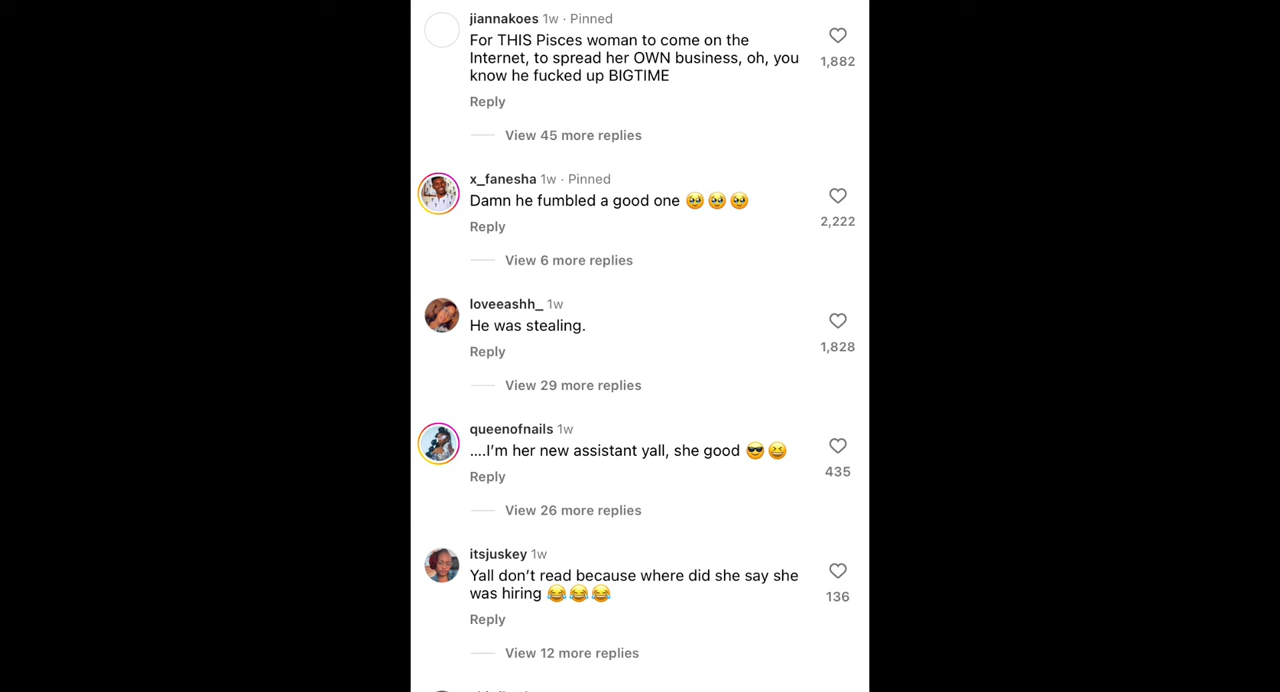 jiannakoes 1w · Pinned
For THIS Pisces woman to come on the
Internet, to spread her OWN business, oh, you
know he fucked up BIGTIME
1,882
Reply
View 45 more replies
x_fanesha 1w · Pinned
Damn he fumbled a good one 🥹🥹🥹
2,222
Reply
View 6 more replies
loveeashh_ 1w
He was stealing.
1,828
Reply
View 29 more replies
queenofnails 1w
....I'm her new assistant yall, she good 😎😆
435
Reply
View 26 more replies
itsjuskey 1w
Yall don't read because where did she say she
was hiring 😂😂😂
136
Reply
View 12 more replies